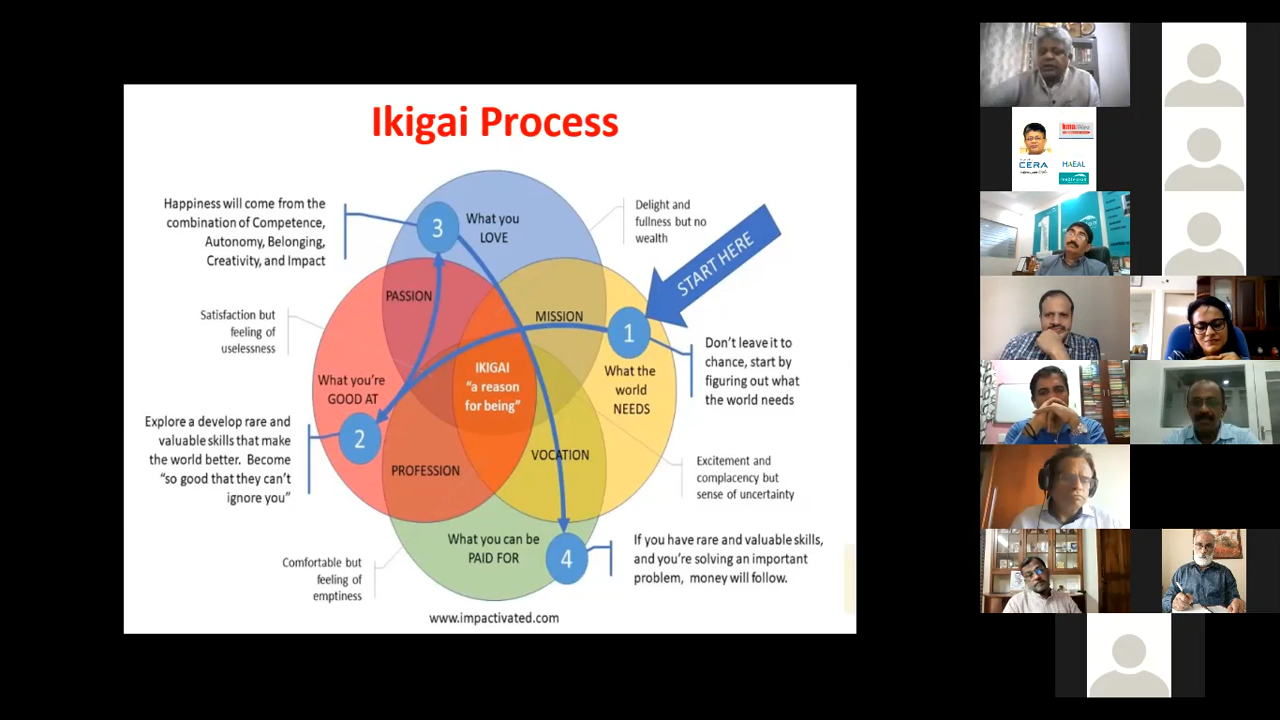 Ikigai Process
Happiness will come from the
combination of Competence,
Autonomy, Belonging,
Creativity, and Impact
3
What you
LOVE
Delight and
fullness but no
wealth
START HERE
PASSION
MISSION
1
Satisfaction but
feeling of
uselessness
Don't leave it to
chance, start by
figuring out what
the world needs
What the
world
NEEDS
IKIGAI
"a reason
for being"
What you're
GOOD AT
2
Explore a develop rare and
valuable skills that make
the world better. Become
"so good that they can't
ignore you"
PROFESSION
VOCATION
Excitement and
complacency but
sense of uncertainty
What you can be
PAID FOR
4
If you have rare and valuable skills,
and you're solving an important
problem, money will follow.
Comfortable but
feeling of
emptiness
www.impactivated.com
CERA